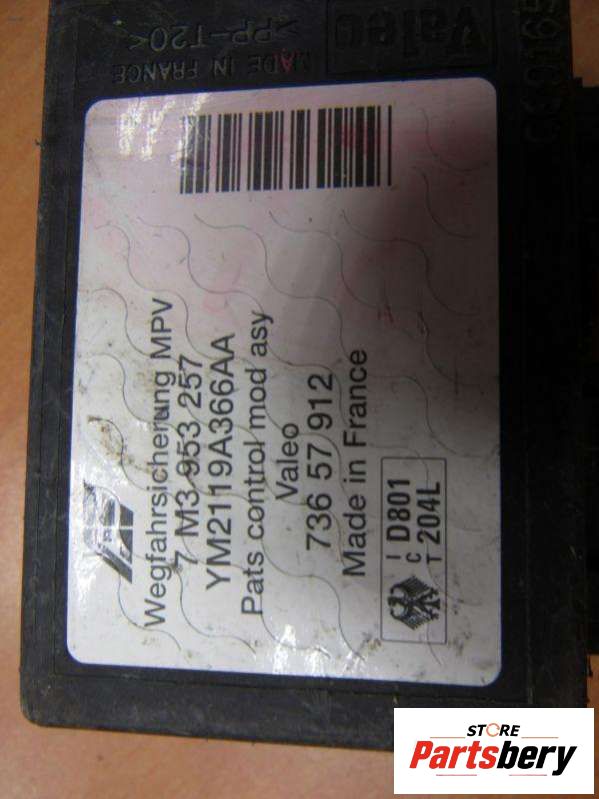 Valeo
>PP-T20<
MADE IN FRANCE
Wegfahrsicherung MPV
7 M3 953 257
YM2119A366AA
Pats control mod asy
Valeo
736 57 912
Made in France
I
C
D801
T
204L
STORE
Partsbery